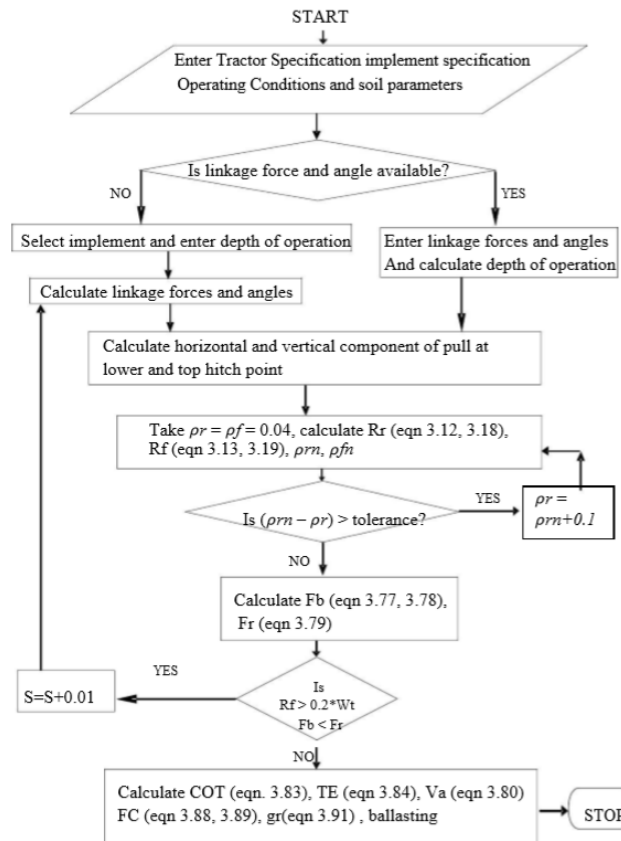 START
Enter Tractor Specification implement specification
Operating Conditions and soil parameters
Is linkage force and angle available?
NO
YES
Select implement and enter depth of operation
Enter linkage forces and angles
And calculate depth of operation
Calculate linkage forces and angles
Calculate horizontal and vertical component of pull at
lower and top hitch point
Take ρr = ρf = 0.04, calculate Rr (eqn 3.12, 3.18),
Rf (eqn 3.13, 3.19), ρrn, ρfn
Is (ρrn − ρr) > tolerance?
YES
ρr =
ρrn+0.1
NO
Calculate Fb (eqn 3.77, 3.78),
Fr (eqn 3.79)
YES
S=S+0.01
Is
Rf > 0.2*Wt
Fb < Fr
NO
Calculate COT (eqn. 3.83), TE (eqn 3.84), Va (eqn 3.80)
FC (eqn 3.88, 3.89), gr(eqn 3.91) , ballasting
STOP